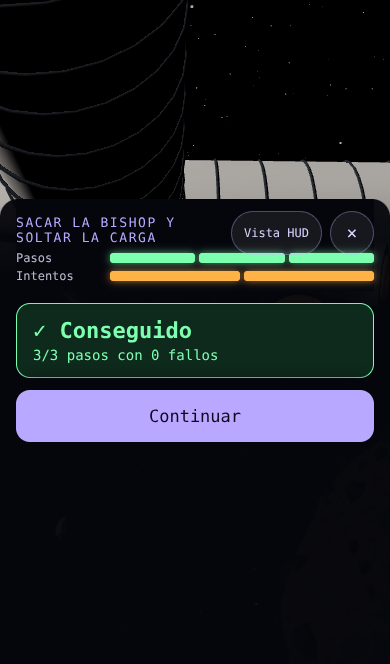 SACAR LA BISHOP Y
SOLTAR LA CARGA
Vista HUD
×
Pasos
Intentos
✓ Conseguido
3/3 pasos con 0 fallos
Continuar